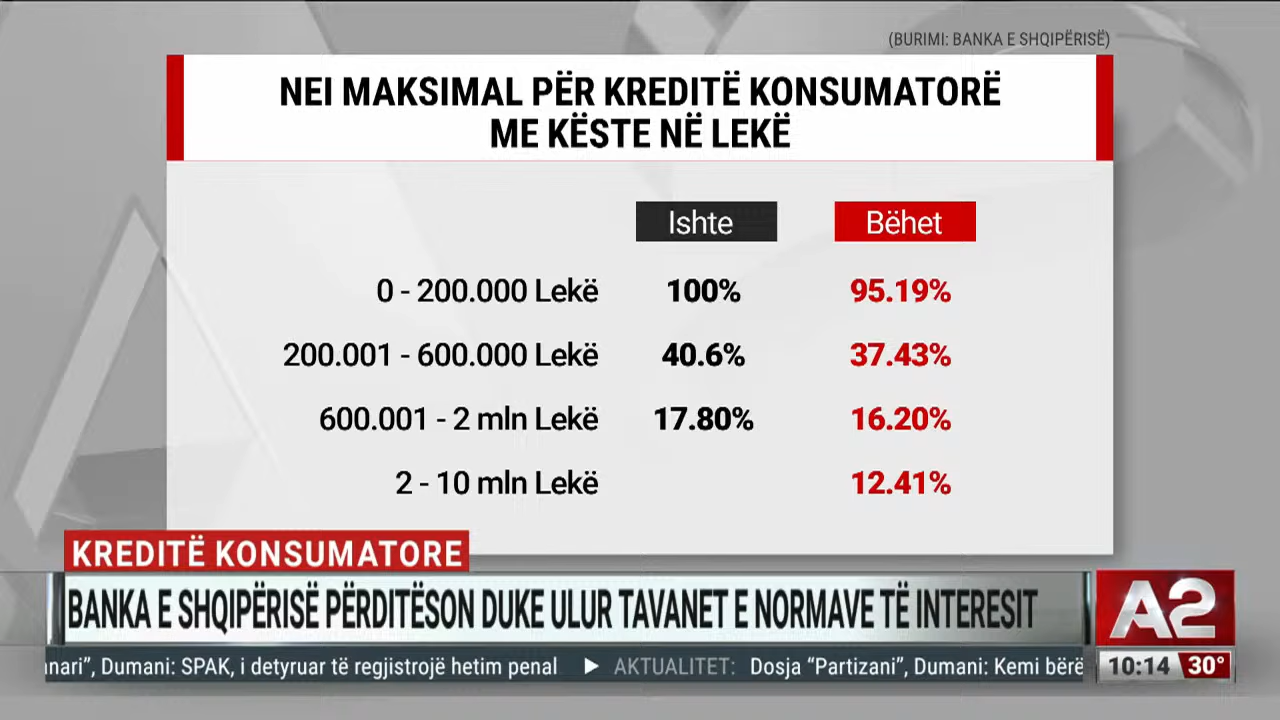 (BURIMI: BANKA E SHQIPËRISË)
NEI MAKSIMAL PËR KREDITË KONSUMATORË
ME KËSTE NË LEKË
Ishte Bëhet
0 - 200.000 Lekë 100% 95.19%
200.001 - 600.000 Lekë 40.6% 37.43%
600.001 - 2 mln Lekë 17.80% 16.20%
2 - 10 mln Lekë 12.41%
KREDITË KONSUMATORE
BANKA E SHQIPËRISË PËRDITËSON DUKE ULUR TAVANET E NORMAVE TË INTERESIT
A2
nari”, Dumani: SPAK, i detyruar të regjistrojë hetim penal ▶ AKTUALITET: Dosja “Partizani”, Dumani: Kemi bërë
10:14 30°